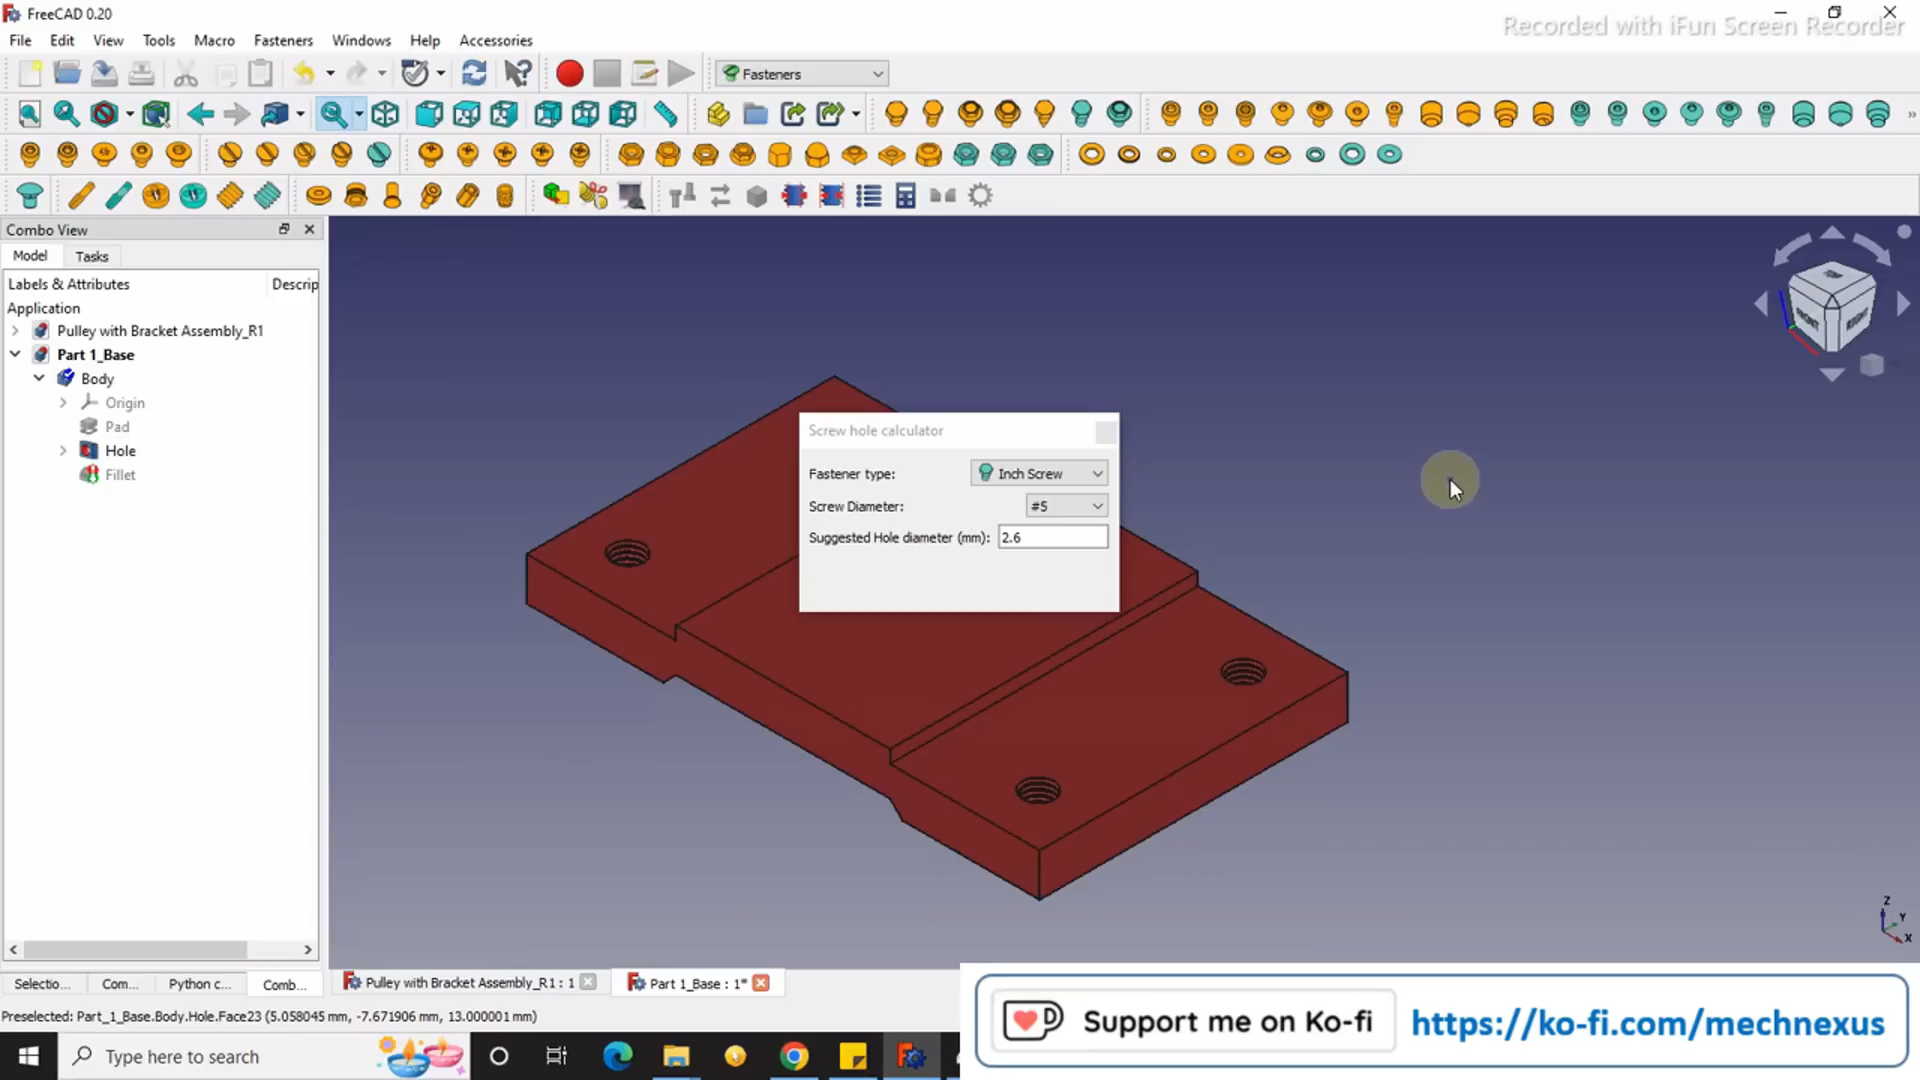 FreeCAD 0.20
Recorded with iFun Screen Recorder
File Edit View Tools Macro Fasteners Windows Help Accessories
Fasteners
Combo View
Model Tasks
Labels & Attributes Descrip
Application
Pulley with Bracket Assembly_R1
Part 1_Base
Body
Origin
Pad
Hole
Fillet
Screw hole calculator
Fastener type: Inch Screw
Screw Diameter: #5
Suggested Hole diameter (mm): 2.6
FRONT RIGHT
Z
Y
X
Selectio... Com... Python c... Comb... Pulley with Bracket Assembly_R1 : 1 Part 1_Base : 1*
Preselected: Part_1_Base.Body.Hole.Face23 (5.058045 mm, -7.671906 mm, 13.000001 mm)
Support me on Ko-fi https://ko-fi.com/mechnexus
Type here to search